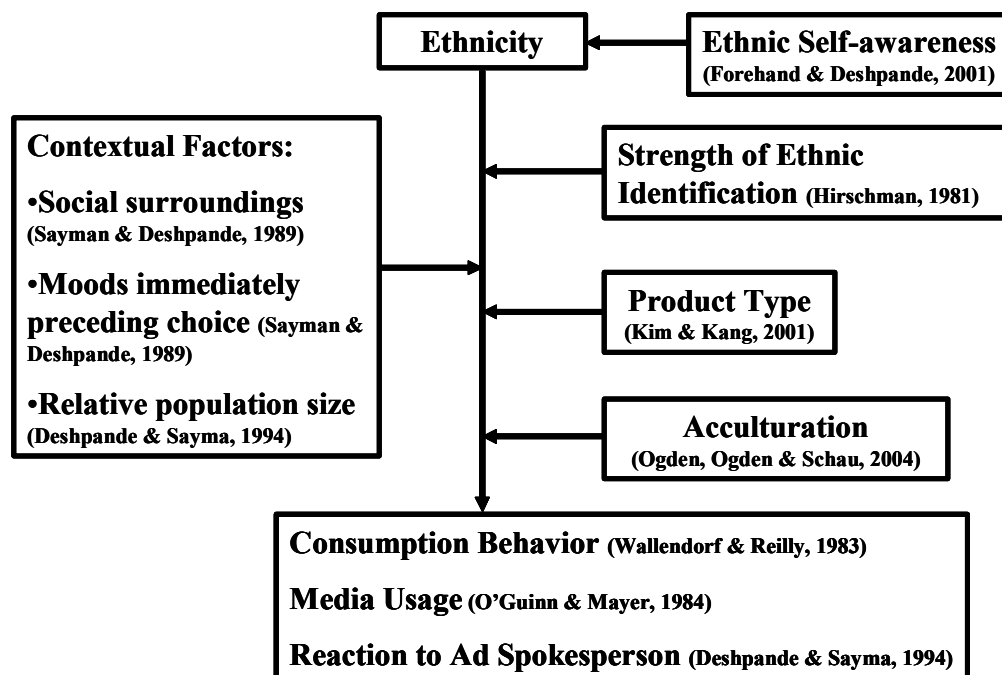 Ethnicity
Ethnic Self-awareness
(Forehand & Deshpande, 2001)
Contextual Factors:
•Social surroundings
(Sayman & Deshpande, 1989)
•Moods immediately
preceding choice (Sayman &
Deshpande, 1989)
•Relative population size
(Deshpande & Sayma, 1994)
Strength of Ethnic
Identification (Hirschman, 1981)
Product Type
(Kim & Kang, 2001)
Acculturation
(Ogden, Ogden & Schau, 2004)
Consumption Behavior (Wallendorf & Reilly, 1983)
Media Usage (O’Guinn & Mayer, 1984)
Reaction to Ad Spokesperson (Deshpande & Sayma, 1994)